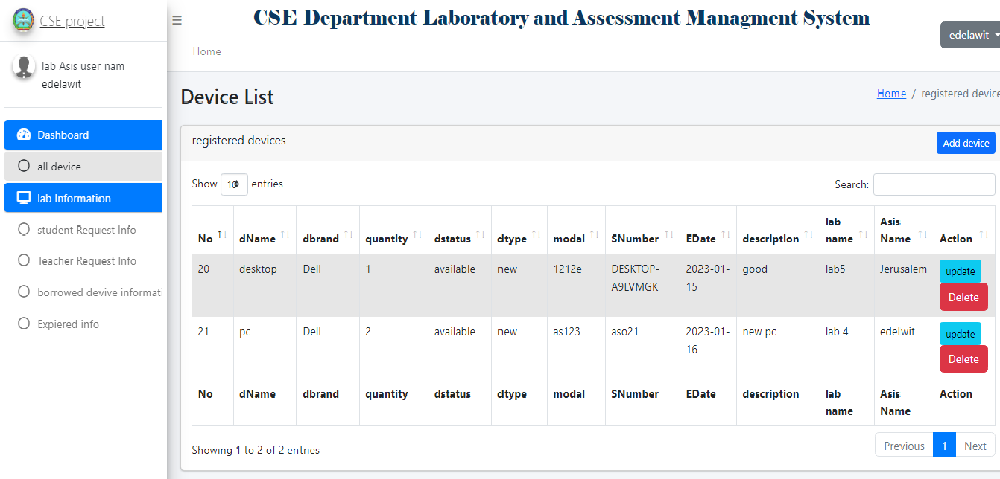 CSE project
CSE Department Laboratory and Assessment Managment System
edelawit
Home
lab Asis user nam
edelawit
Device List
Home / registered device
Dashboard
all device
lab Information
student Request Info
Teacher Request Info
borrowed devive informat
Expiered info
registered devices
Add device
Show 10 entries
Search:
No dName dbrand quantity dstatus dtype modal SNumber EDate description lab name Asis Name Action
20 desktop Dell 1 available new 1212e DESKTOP-A9LVMGK 2023-01-15 good lab5 Jerusalem update Delete
21 pc Dell 2 available new as123 aso21 2023-01-16 new pc lab 4 edelwit update Delete
No dName dbrand quantity dstatus dtype modal SNumber EDate description lab name Asis Name Action
Showing 1 to 2 of 2 entries
Previous 1 Next